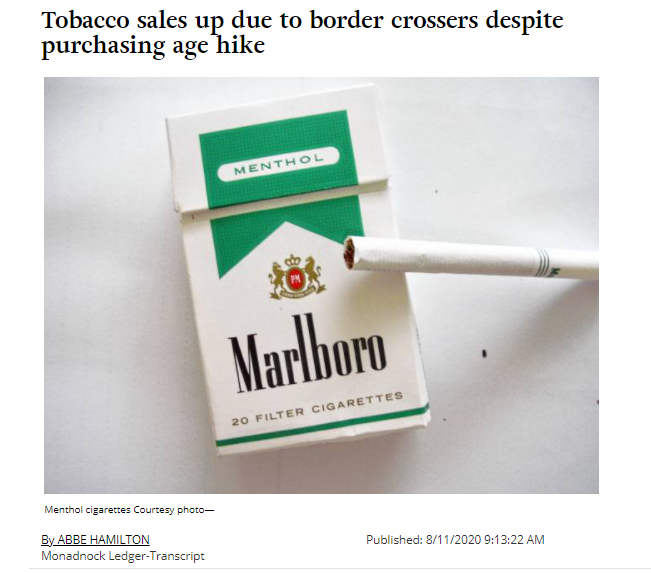 Tobacco sales up due to border crossers despite
purchasing age hike
MENTHOL
PM
Marlboro
20 FILTER CIGARETTES
Menthol cigarettes Courtesy photo—
By ABBE HAMILTON
Monadnock Ledger-Transcript
Published: 8/11/2020 9:13:22 AM